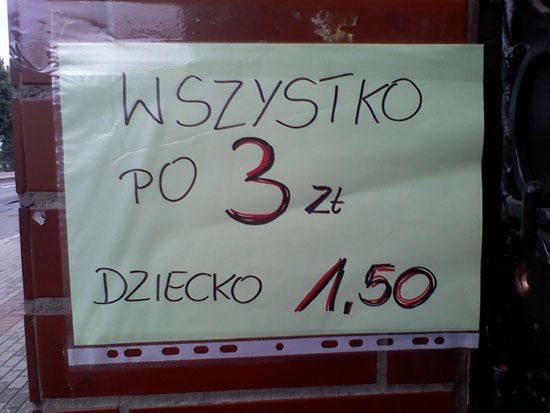 WSZYSTKO
PO 3 Zł
DZIECKO 1.50